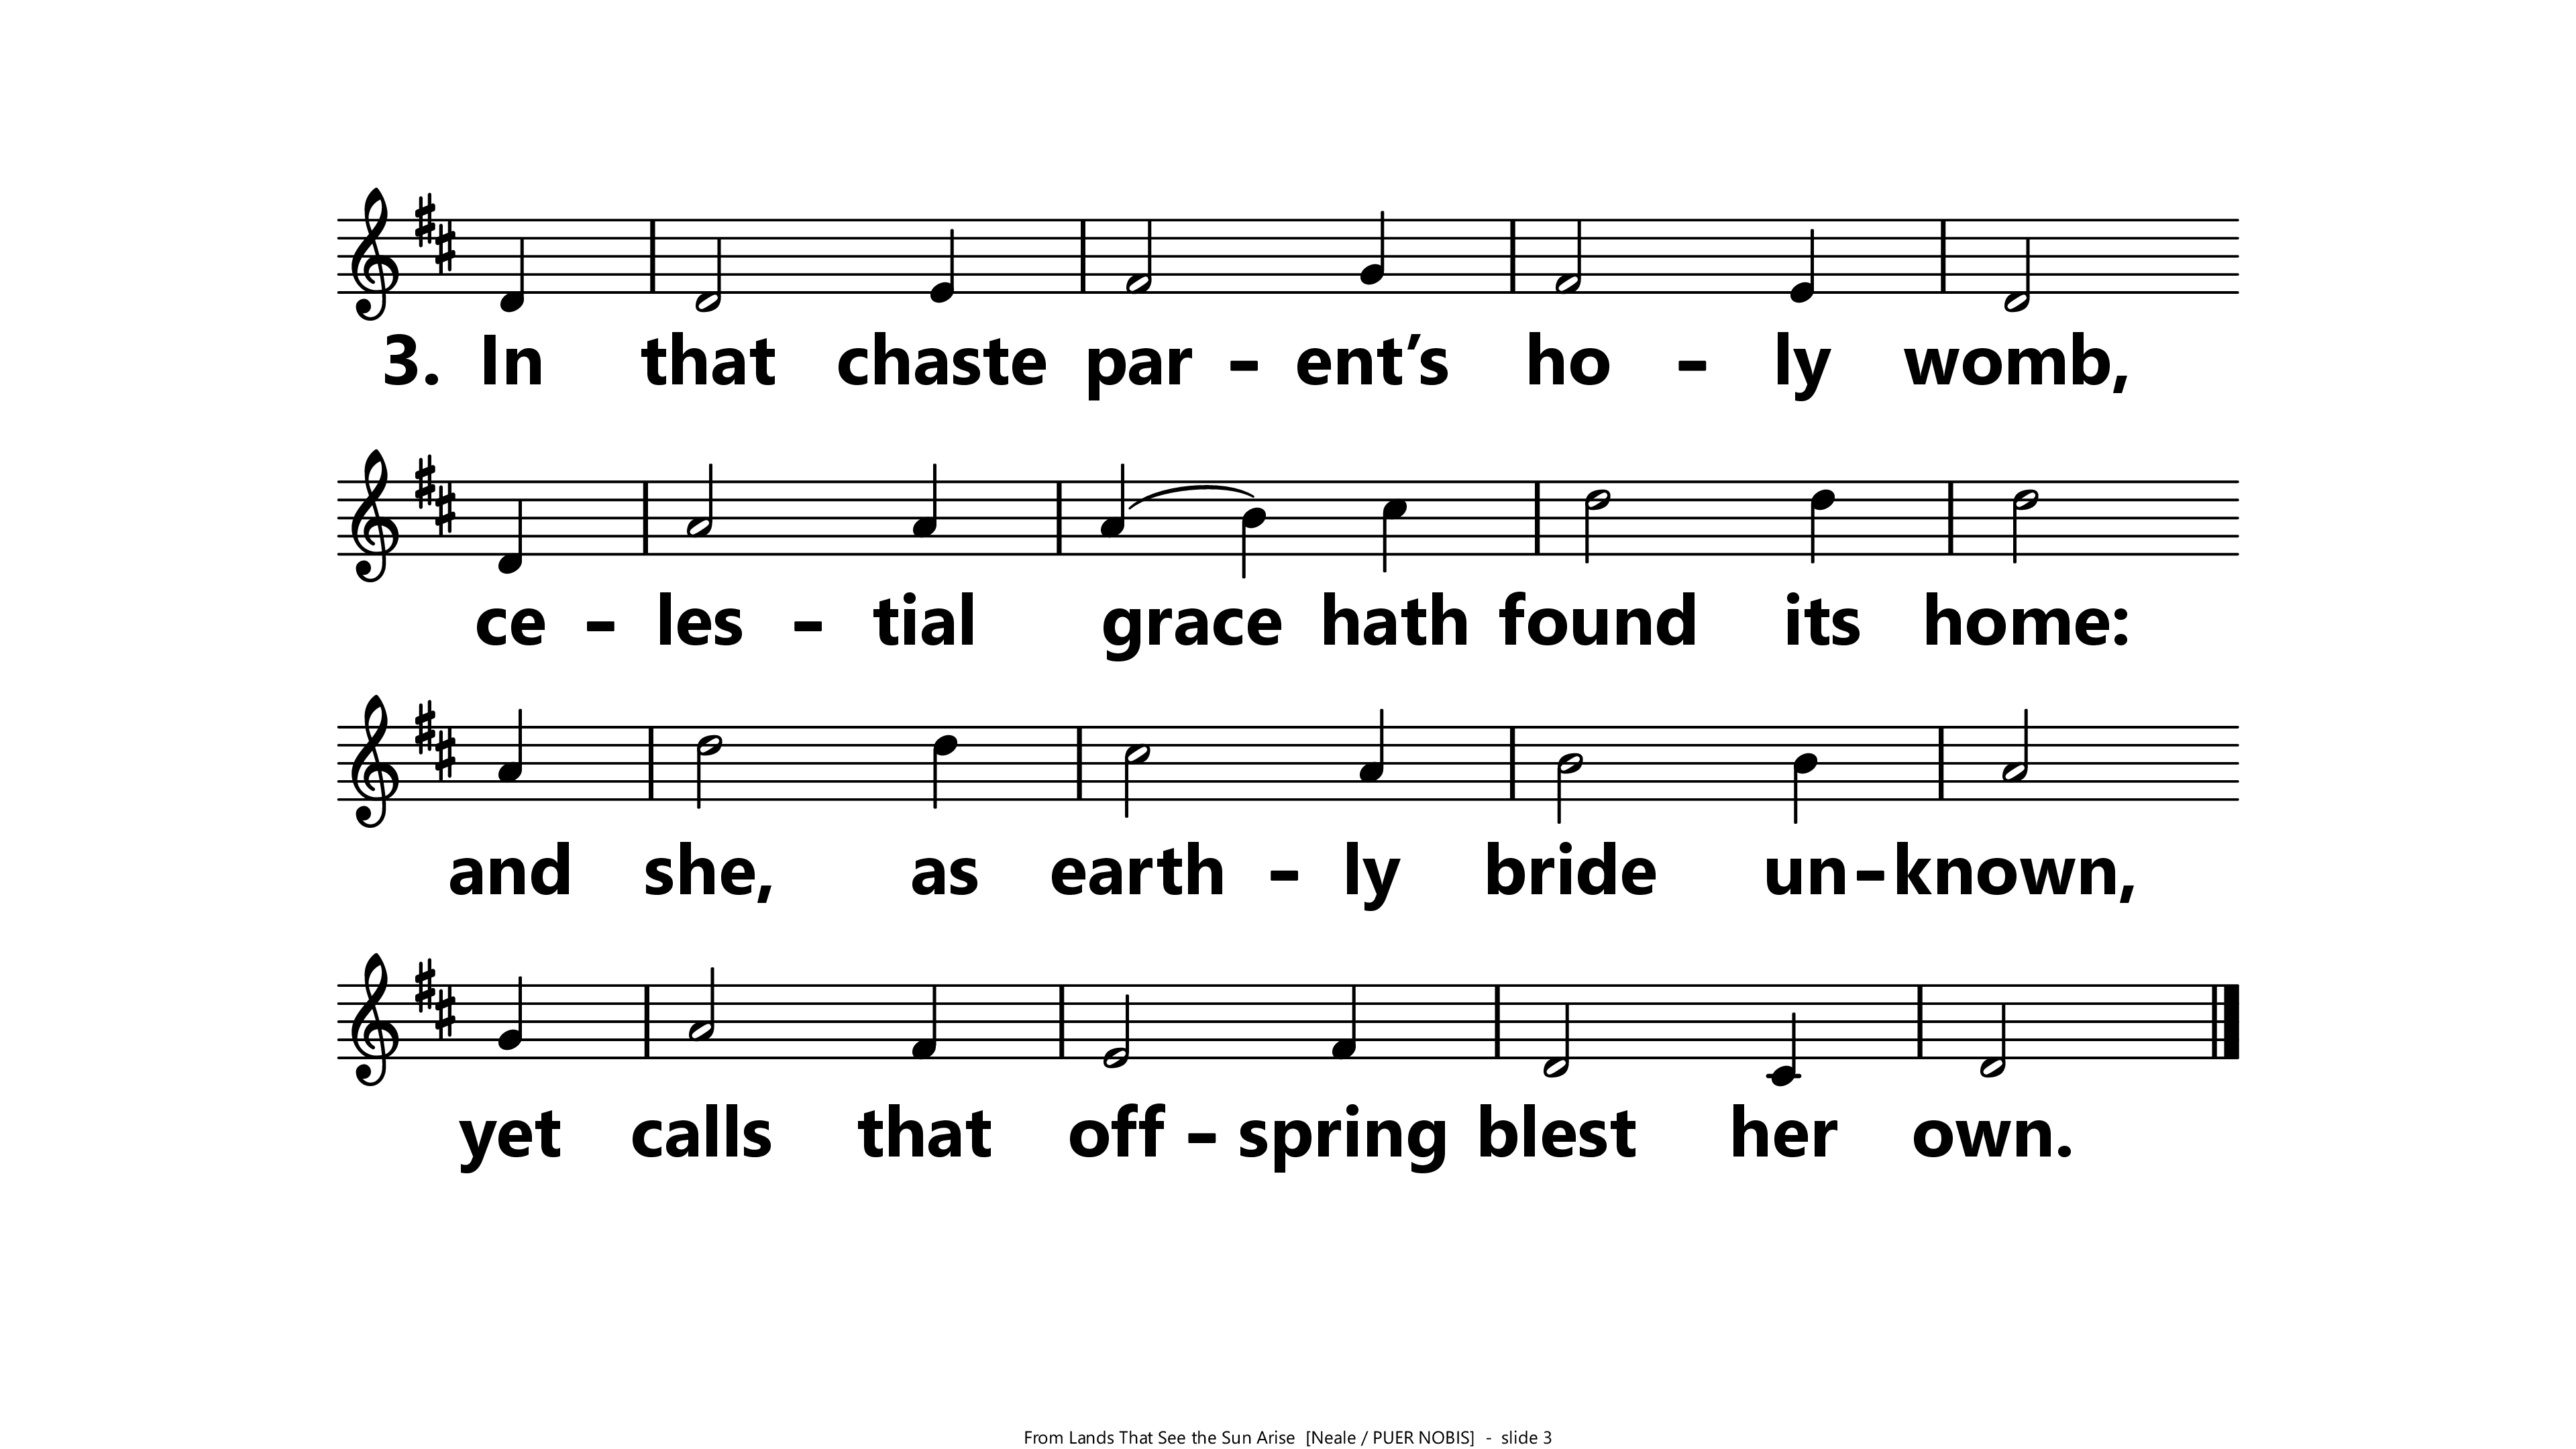 3. In that chaste par - ent’s ho - ly womb,
ce - les - tial grace hath found its home:
and she, as earth - ly bride un - known,
yet calls that off - spring blest her own.
From Lands That See the Sun Arise [Neale / PUER NOBIS] - slide 3